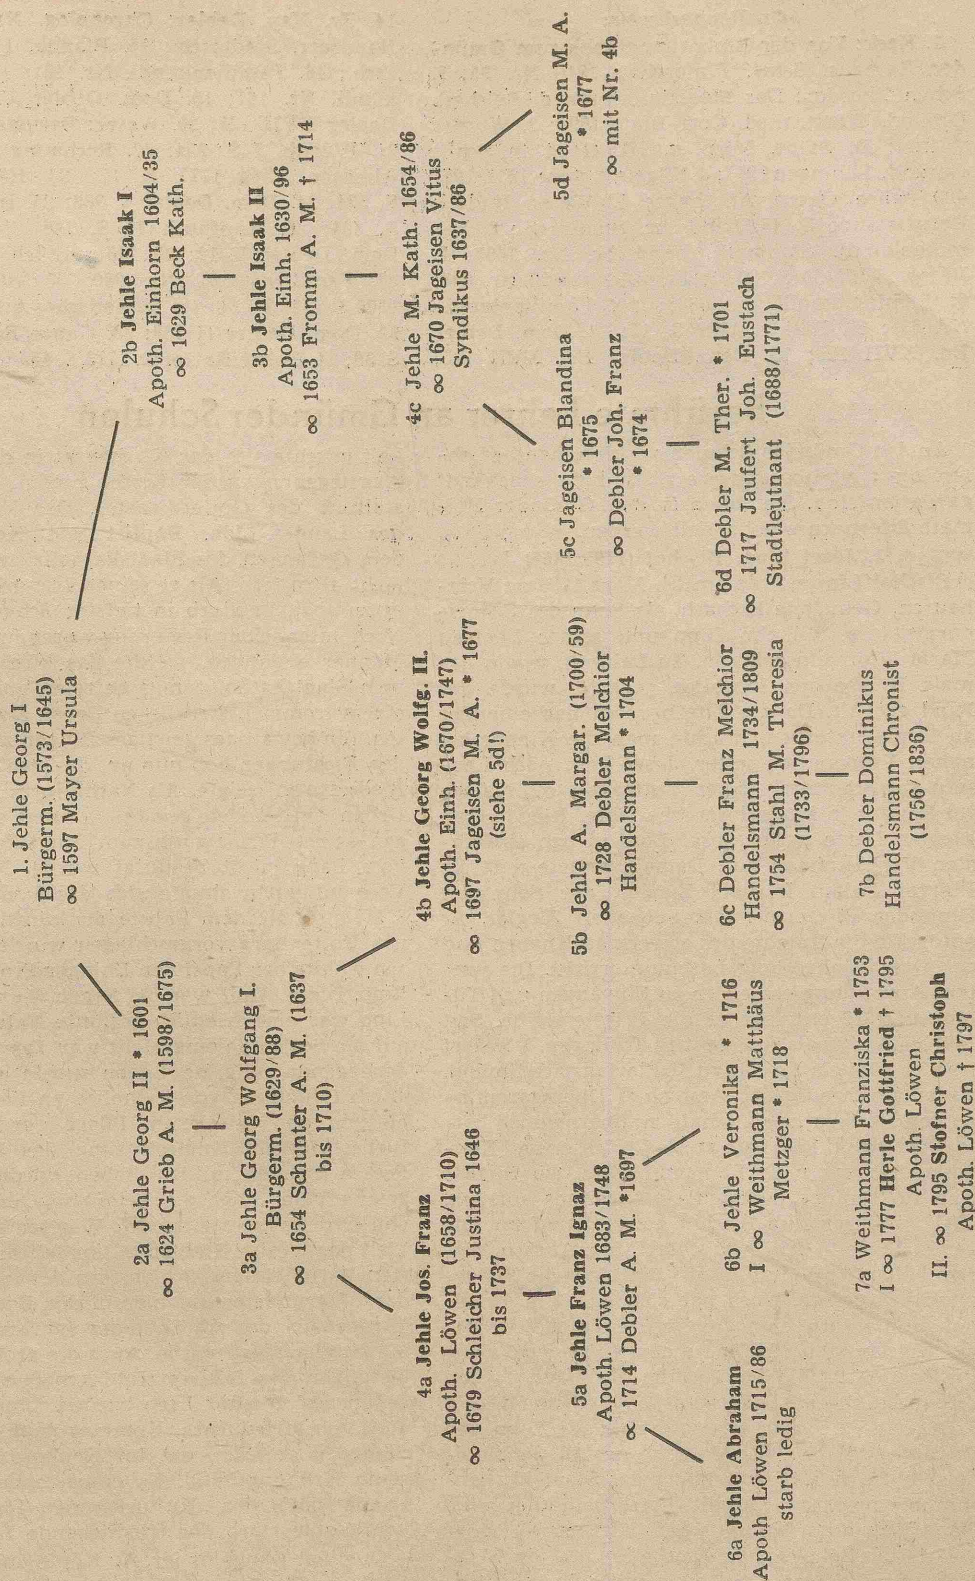 1. Jehle Georg I
Bürgerm. (1573/1645)
∞ 1597 Mayer Ursula
2a Jehle Georg II * 1601
∞ 1624 Grieb A. M. (1598/1675)
2b Jehle Isaak I
Apoth. Einhorn 1604/35
∞ 1629 Beck Kath.
3a Jehle Georg Wolfgang I.
Bürgerm. (1629/88)
∞ 1654 Schunter A. M. (1637
bis 1710)
3b Jehle Isaak II
Apoth. Einh. 1630/96
∞ 1653 Fromm A. M. † 1714
4a Jehle Jos. Franz
Apoth. Löwen (1658/1710)
∞ 1679 Schleicher Justina 1646
bis 1737
4b Jehle Georg Wolfg. II.
Apoth. Einh. (1670/1747)
∞ 1697 Jageisen M. A. * 1677
(siehe 5d!)
4c Jehle M. Kath. 1654/86
∞ 1670 Jageisen Vitus
Syndikus 1637/86
5a Jehle Franz Ignaz
Apoth. Löwen 1683/1748
∝ 1714 Debler A. M. *1697
5b Jehle A. Margar. (1700/59)
∞ 1728 Debler Melchior
Handelsmann * 1704
5c Jageisen Blandina
* 1675
∞ Debler Joh. Franz
* 1674
5d Jageisen M. A.
* 1677
∞ mit Nr. 4b
6a Jehle Abraham
Apoth Löwen 1715/86
starb ledig
6b Jehle Veronika * 1716
I ∞ Weithmann Matthäus
Metzger * 1718
6c Debler Franz Melchior
Handelsmann 1734/1809
∞ 1754 Stahl M. Theresia
(1733/1796)
6d Debler M. Ther. * 1701
∞ 1717 Jaufert Joh. Eustach
Stadtleutnant (1688/1771)
7a Weithmann Franziska * 1753
I ∞ 1777 Herle Gottfried † 1795
Apoth. Löwen
II. ∞ 1795 Stofner Christoph
Apoth. Löwen † 1797
7b Debler Dominikus
Handelsmann Chronist
(1756/1836)